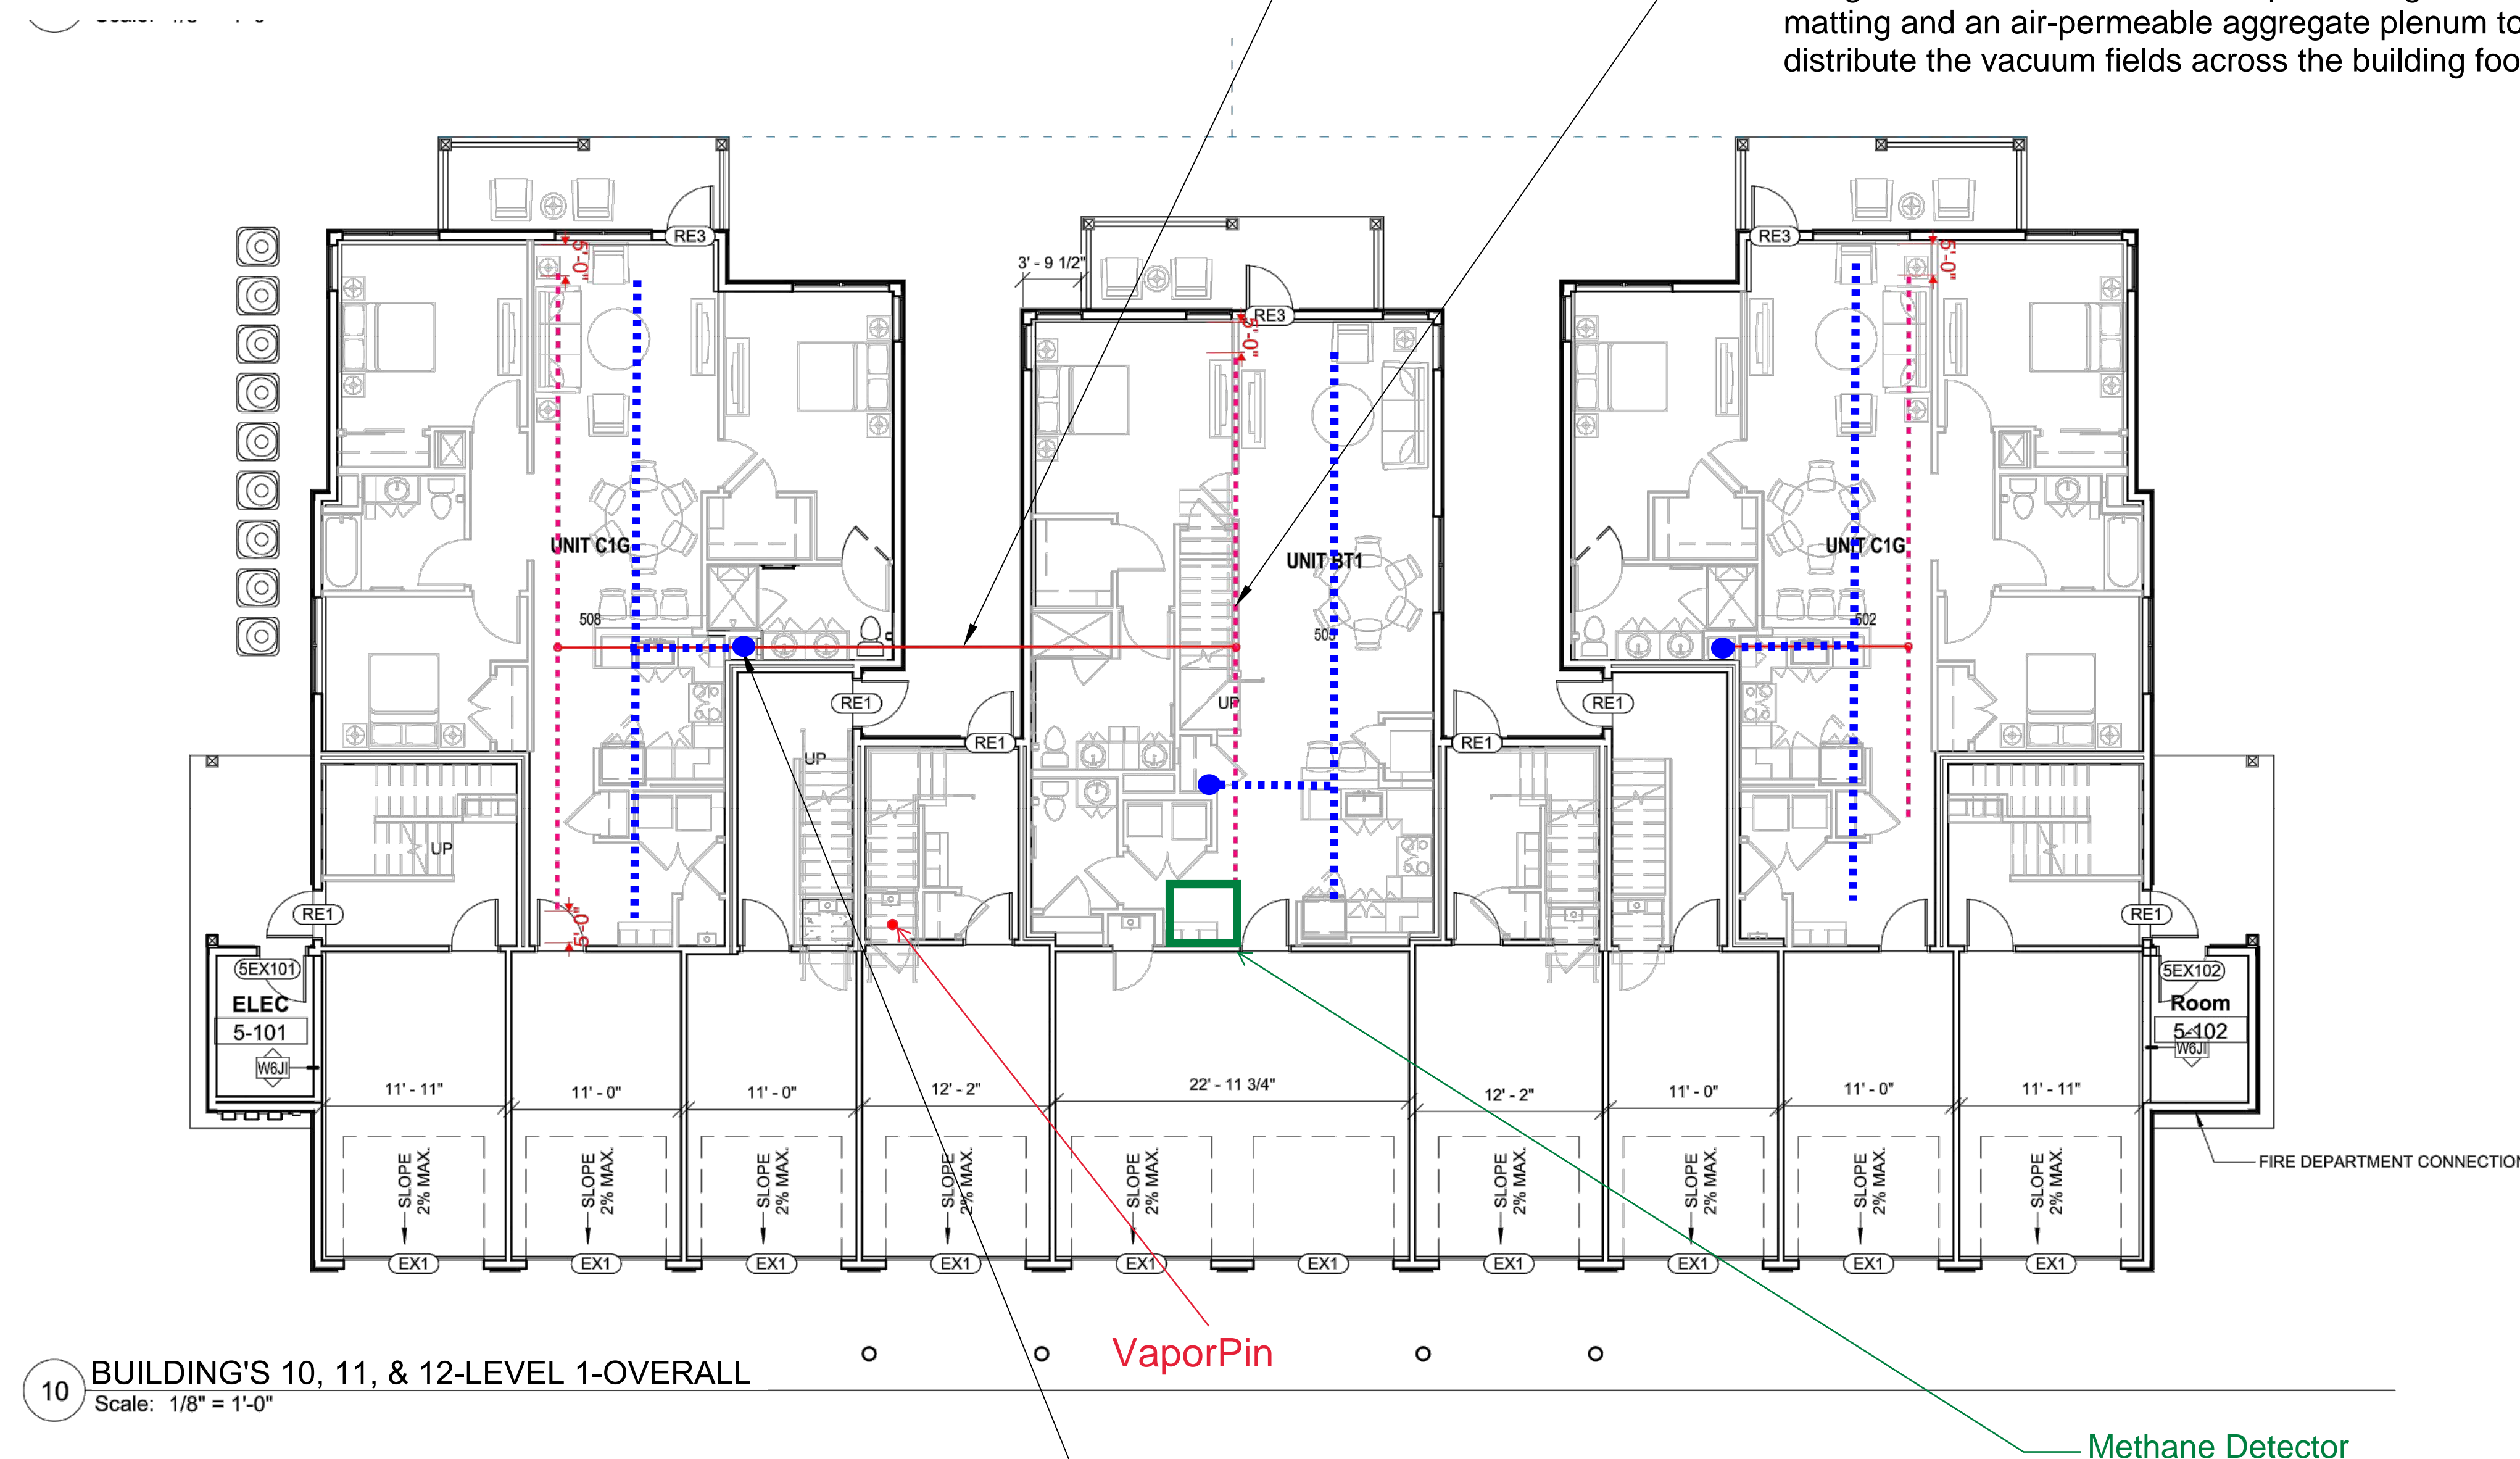 matting and an air-permeable aggregate plenum to
distribute the vacuum fields across the building foo
RE3
RE3
5'-0"
5'-0"
3' - 9 1/2"
RE3
5'-0"
UNIT C1G
UNIT BT1
UNIT C1G
508
505
502
RE1
UP
RE1
RE1
RE1
UP
UP
RE1
RE1
5'-0"
5EX101
ELEC
5-101
W6JI
5EX102
Room
5-102
W6JI
11' - 11"
11' - 0"
11' - 0"
12' - 2"
22' - 11 3/4"
12' - 2"
11' - 0"
11' - 0"
11' - 11"
SLOPE
2% MAX.
SLOPE
2% MAX.
SLOPE
2% MAX.
SLOPE
2% MAX.
SLOPE
2% MAX.
SLOPE
2% MAX.
SLOPE
2% MAX.
SLOPE
2% MAX.
SLOPE
2% MAX.
FIRE DEPARTMENT CONNECTION
EX1
EX1
EX1
EX1
EX1
EX1
EX1
EX1
EX1
EX1
VaporPin
10
BUILDING'S 10, 11, & 12-LEVEL 1-OVERALL
Scale: 1/8" = 1'-0"
Methane Detector